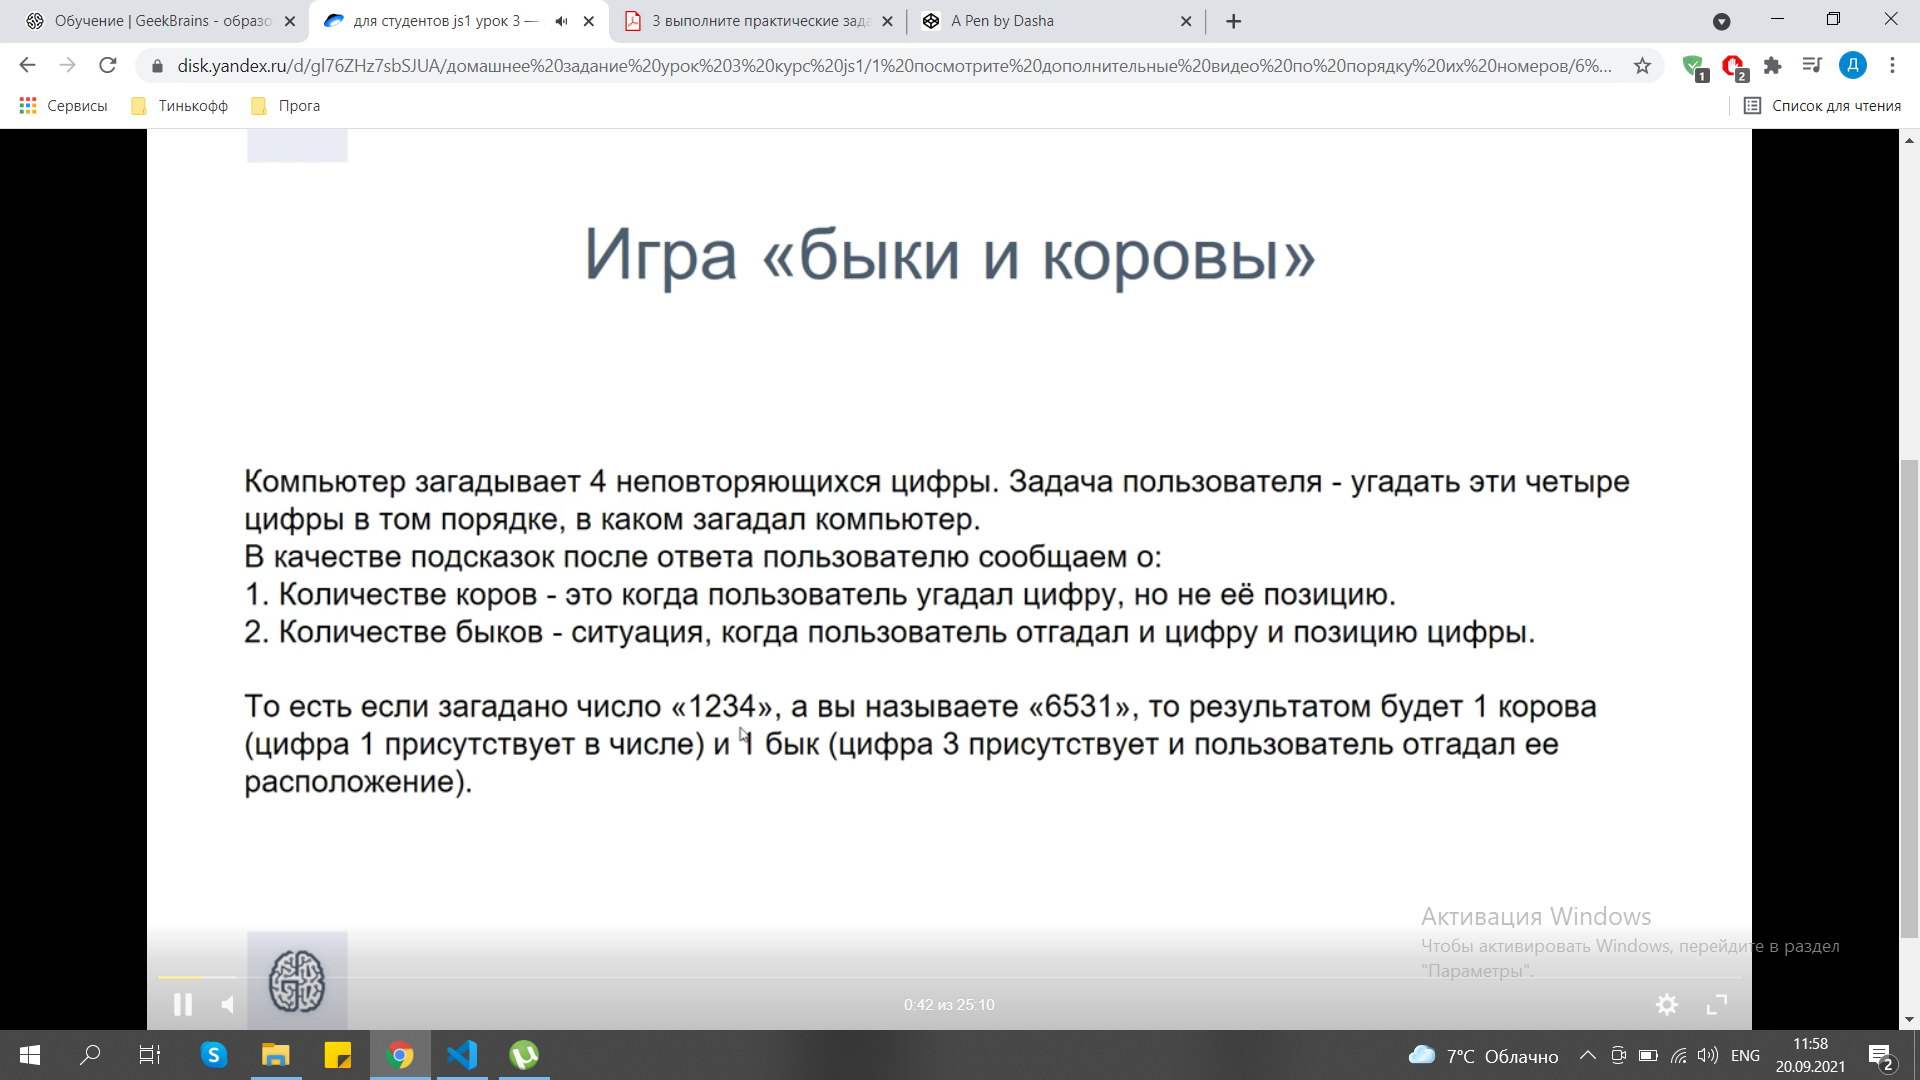 Обучение | GeekBrains - образо
для студентов js1 урок 3 —
3 выполните практические зада
A Pen by Dasha
disk.yandex.ru/d/gl76ZHz7sbSJUA/домашнее%20задание%20урок%203%20курс%20js1/1%20посмотрите%20дополнительные%20видео%20по%20порядку%20их%20номеров/6%...
1
2
Д
Сервисы
Тинькофф
Прога
Список для чтения
Игра «быки и коровы»
Компьютер загадывает 4 неповторяющихся цифры. Задача пользователя - угадать эти четыре
цифры в том порядке, в каком загадал компьютер.
В качестве подсказок после ответа пользователю сообщаем о:
1. Количестве коров - это когда пользователь угадал цифру, но не её позицию.
2. Количестве быков - ситуация, когда пользователь отгадал и цифру и позицию цифры.
То есть если загадано число «1234», а вы называете «6531», то результатом будет 1 корова
(цифра 1 присутствует в числе) и 1 бык (цифра 3 присутствует и пользователь отгадал ее
расположение).
Активация Windows
Чтобы активировать Windows, перейдите в раздел
"Параметры".
0:42 из 25:10
7°C Облачно
ENG
11:58
20.09.2021
2